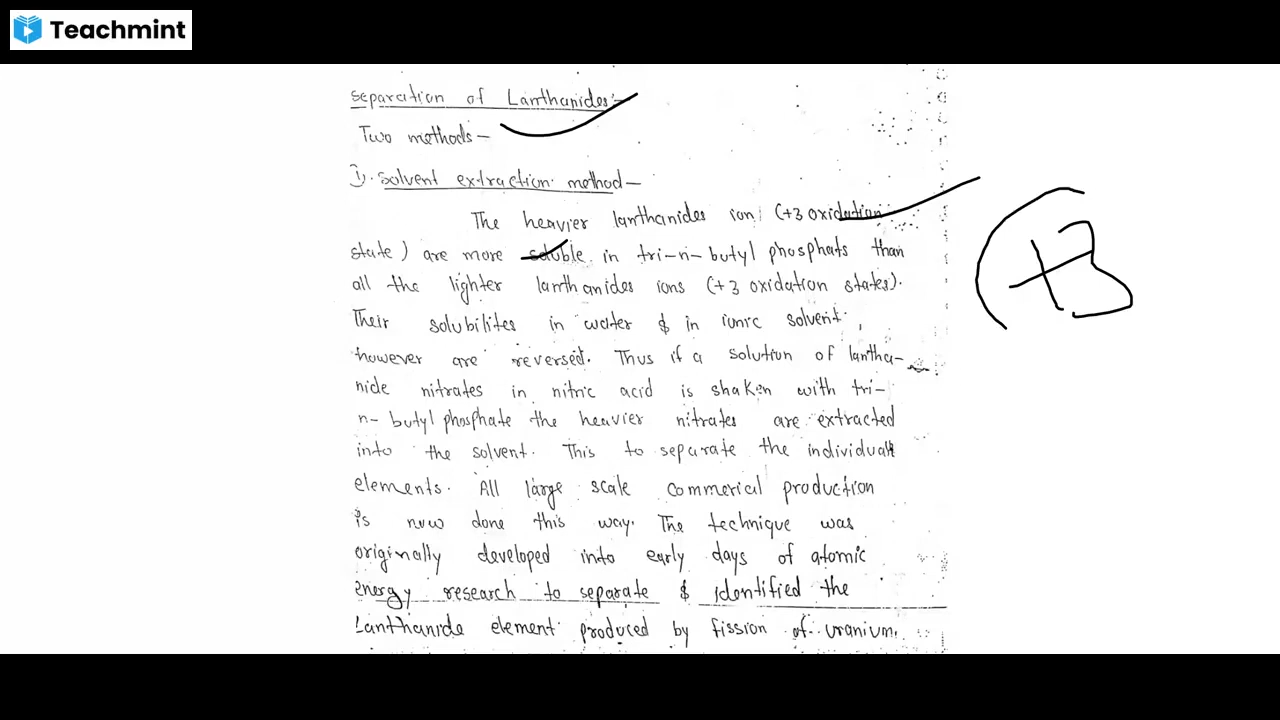 Teachmint
Separation of Lanthanides:-
Two methods-
1). Solvent extraction method-
The heavier lanthanides ion (+3 oxidation
state) are more soluble in tri-n-butyl phosphats than
all the lighter lanthanides ions (+3 oxidation states).
Their solubilites in water & in ionic solvent.
however are reversed. Thus if a solution of lantha-
nide nitrates in nitric acid is shaken with tri-
n-butyl phosphate the heavier nitrates are extracted
into the solvent. This to separate the individual
elements. All large scale commerical production
is now done this way. The technique was
originally developed into early days of atomic
energy research to separate & identified the
Lanthanide element produced by fission of uranium.
+3